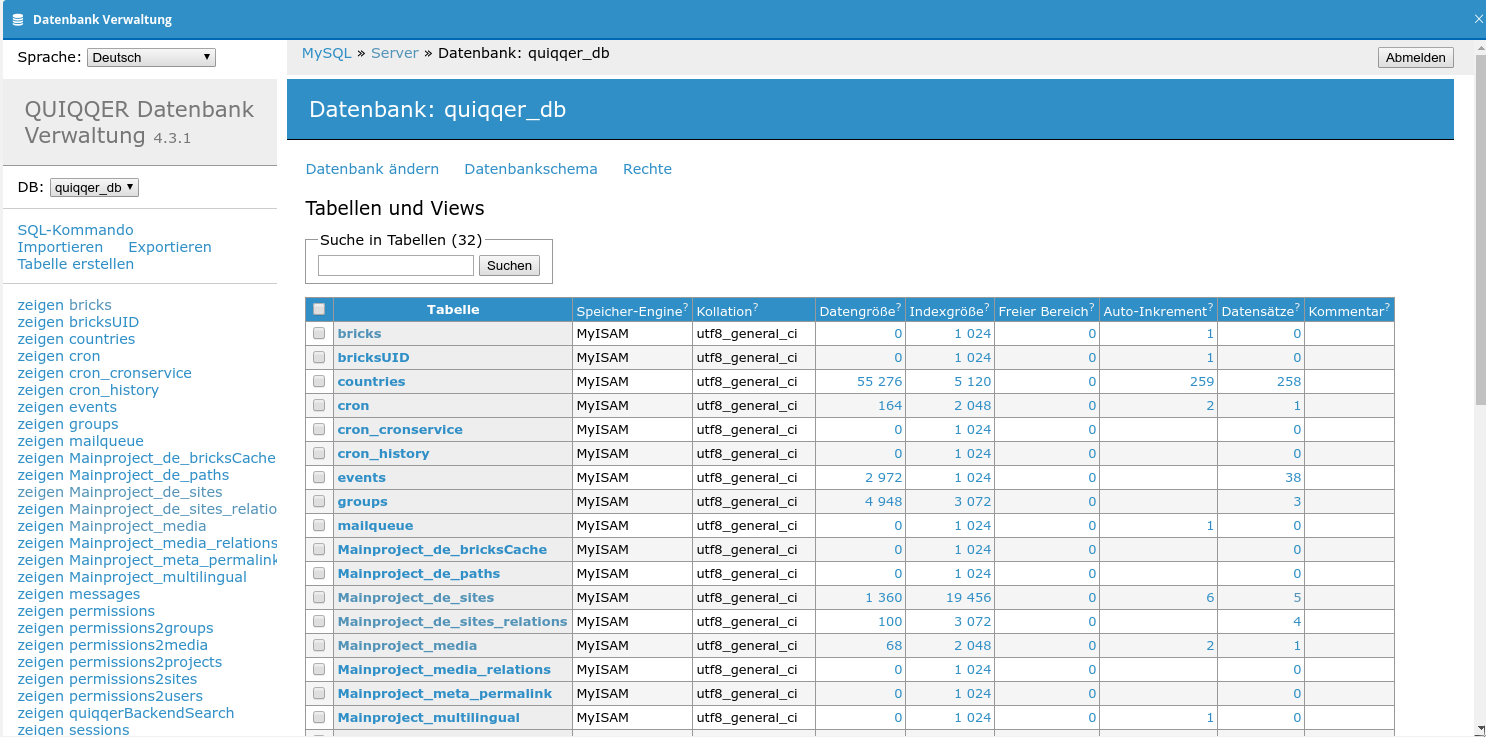 Datenbank Verwaltung
×
Sprache: Deutsch
MySQL » Server » Datenbank: quiqqer_db
Abmelden
QUIQQER Datenbank
Verwaltung 4.3.1
DB: quiqqer_db
SQL-Kommando
Importieren Exportieren
Tabelle erstellen
zeigen bricks
zeigen bricksUID
zeigen countries
zeigen cron
zeigen cron_cronservice
zeigen cron_history
zeigen events
zeigen groups
zeigen mailqueue
zeigen Mainproject_de_bricksCache
zeigen Mainproject_de_paths
zeigen Mainproject_de_sites
zeigen Mainproject_de_sites_relatio
zeigen Mainproject_media
zeigen Mainproject_media_relations
zeigen Mainproject_meta_permalink
zeigen Mainproject_multilingual
zeigen messages
zeigen permissions
zeigen permissions2groups
zeigen permissions2media
zeigen permissions2projects
zeigen permissions2sites
zeigen permissions2users
zeigen quiqqerBackendSearch
zeigen sessions
Datenbank: quiqqer_db
Datenbank ändern Datenbankschema Rechte
Tabellen und Views
Suche in Tabellen (32)
Suchen
Tabelle Speicher-Engine? Kollation? Datengröße? Indexgröße? Freier Bereich? Auto-Inkrement? Datensätze? Kommentar?
bricks MyISAM utf8_general_ci 0 1 024 0 1 0
bricksUID MyISAM utf8_general_ci 0 1 024 0 1 0
countries MyISAM utf8_general_ci 55 276 5 120 0 259 258
cron MyISAM utf8_general_ci 164 2 048 0 2 1
cron_cronservice MyISAM utf8_general_ci 0 1 024 0 0
cron_history MyISAM utf8_general_ci 0 1 024 0 0
events MyISAM utf8_general_ci 2 972 1 024 0 38
groups MyISAM utf8_general_ci 4 948 3 072 0 3
mailqueue MyISAM utf8_general_ci 0 1 024 0 1 0
Mainproject_de_bricksCache MyISAM utf8_general_ci 0 1 024 0 0
Mainproject_de_paths MyISAM utf8_general_ci 0 1 024 0 0
Mainproject_de_sites MyISAM utf8_general_ci 1 360 19 456 0 6 5
Mainproject_de_sites_relations MyISAM utf8_general_ci 100 3 072 0 4
Mainproject_media MyISAM utf8_general_ci 68 2 048 0 2 1
Mainproject_media_relations MyISAM utf8_general_ci 0 1 024 0 0
Mainproject_meta_permalink MyISAM utf8_general_ci 0 1 024 0 0
Mainproject_multilingual MyISAM utf8_general_ci 0 1 024 0 1 0